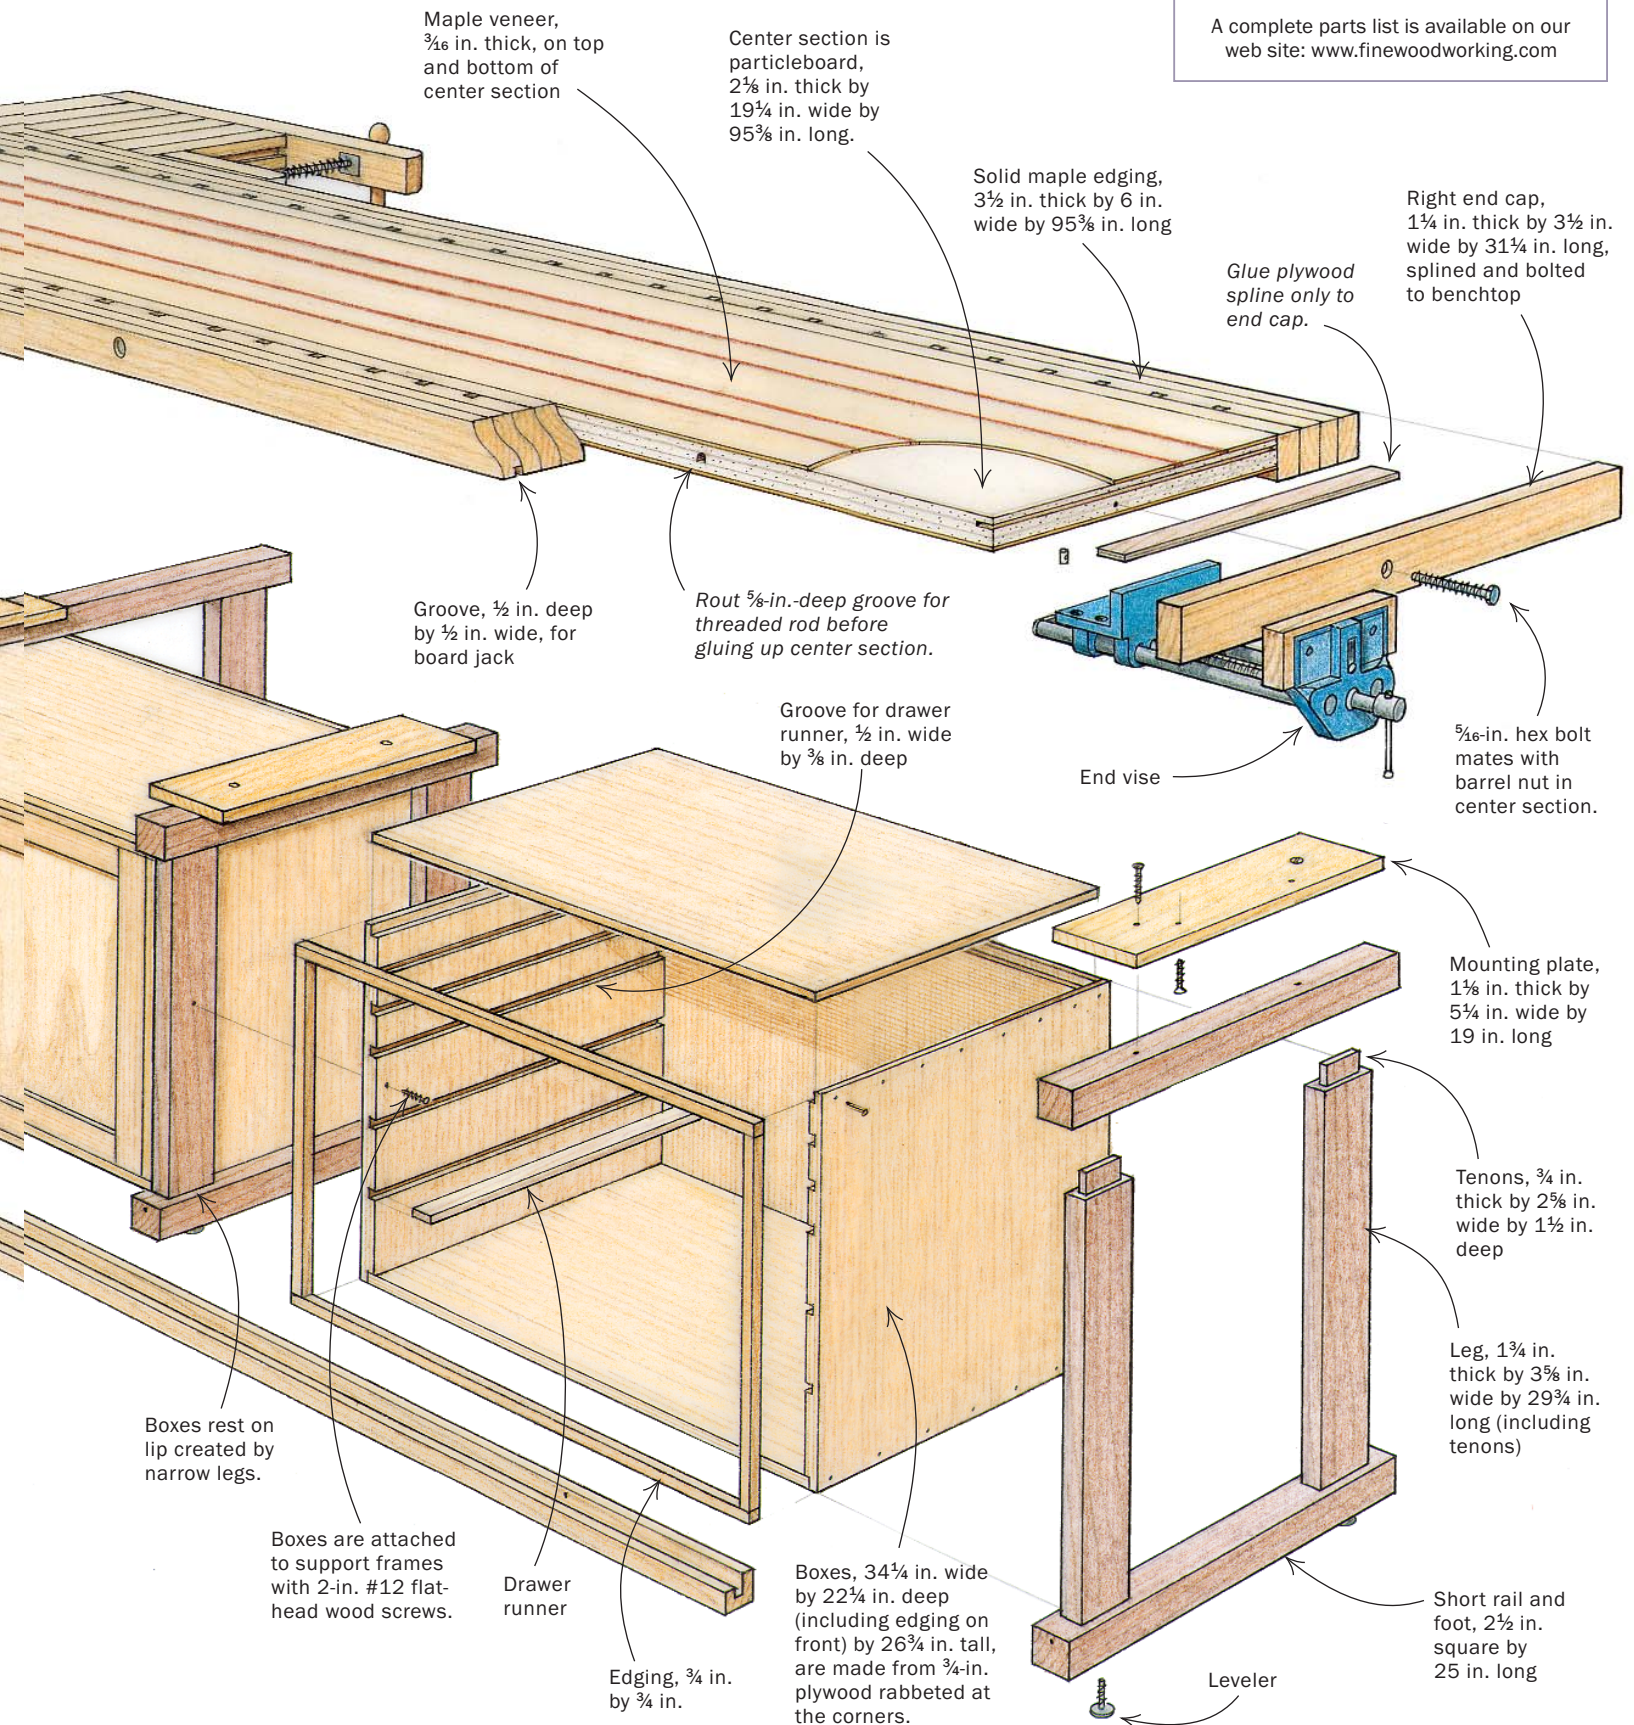 A complete parts list is available on our
web site: www.finewoodworking.com
Maple veneer,
3⁄16 in. thick, on top
and bottom of
center section
Center section is
particleboard,
2⅛ in. thick by
19¼ in. wide by
95⅜ in. long.
Solid maple edging,
3½ in. thick by 6 in.
wide by 95⅜ in. long
Right end cap,
1¼ in. thick by 3½ in.
wide by 31¼ in. long,
splined and bolted
to benchtop
Glue plywood
spline only to
end cap.
Groove, ½ in. deep
by ½ in. wide, for
board jack
Rout ⅝-in.-deep groove for
threaded rod before
gluing up center section.
Groove for drawer
runner, ½ in. wide
by ⅜ in. deep
End vise
5⁄16-in. hex bolt
mates with
barrel nut in
center section.
Mounting plate,
1⅛ in. thick by
5¼ in. wide by
19 in. long
Tenons, ¾ in.
thick by 2⅝ in.
wide by 1½ in.
deep
Leg, 1¾ in.
thick by 3⅝ in.
wide by 29¾ in.
long (including
tenons)
Boxes rest on
lip created by
narrow legs.
Boxes are attached
to support frames
with 2-in. #12 flat-
head wood screws.
Drawer
runner
Edging, ¾ in.
by ¾ in.
Boxes, 34¼ in. wide
by 22¼ in. deep
(including edging on
front) by 26¾ in. tall,
are made from ¾-in.
plywood rabbeted at
the corners.
Short rail and
foot, 2½ in.
square by
25 in. long
Leveler